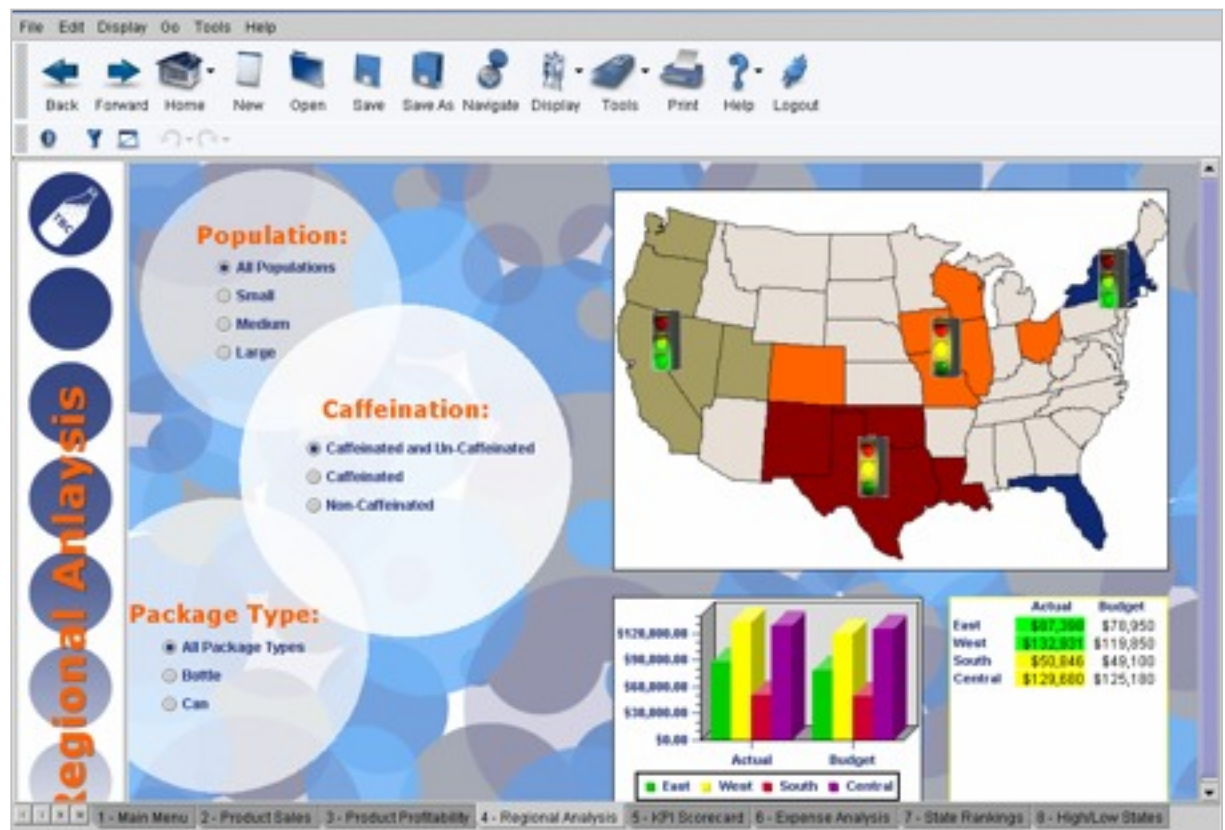 File Edit Display Go Tools Help
Back Forward Home New Open Save Save As Navigate Display Tools Print Help Logout
TBC
Regional Anlaysis
Population:
All Populations
Small
Medium
Large
Caffeination:
Caffeinated and Un-Caffeinated
Caffeinated
Non-Caffeinated
Package Type:
All Package Types
Bottle
Can
$120,000.00
$90,000.00
$60,000.00
$30,000.00
$0.00
Actual Budget
East West South Central
Actual Budget
East $87,398 $78,950
West $132,931 $119,850
South $50,846 $49,100
Central $129,680 $125,180
1 - Main Menu 2 - Product Sales 3 - Product Profitability 4 - Regional Analysis 5 - KPI Scorecard 6 - Expense Analysis 7 - State Rankings 8 - High/Low States